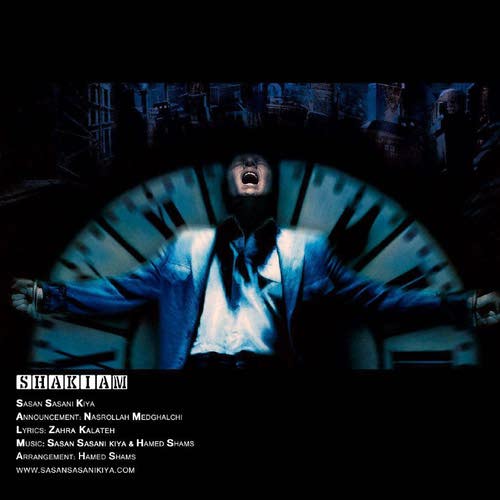 SHAKIAM
SASAN SASANI KIYA
ANNOUNCEMENT: NASROLLAH MEDGHALCHI
LYRICS: ZAHRA KALATEH
MUSIC: SASAN SASANI KIYA & HAMED SHAMS
ARRANGEMENT: HAMED SHAMS
WWW.SASANSASANIKIYA.COM